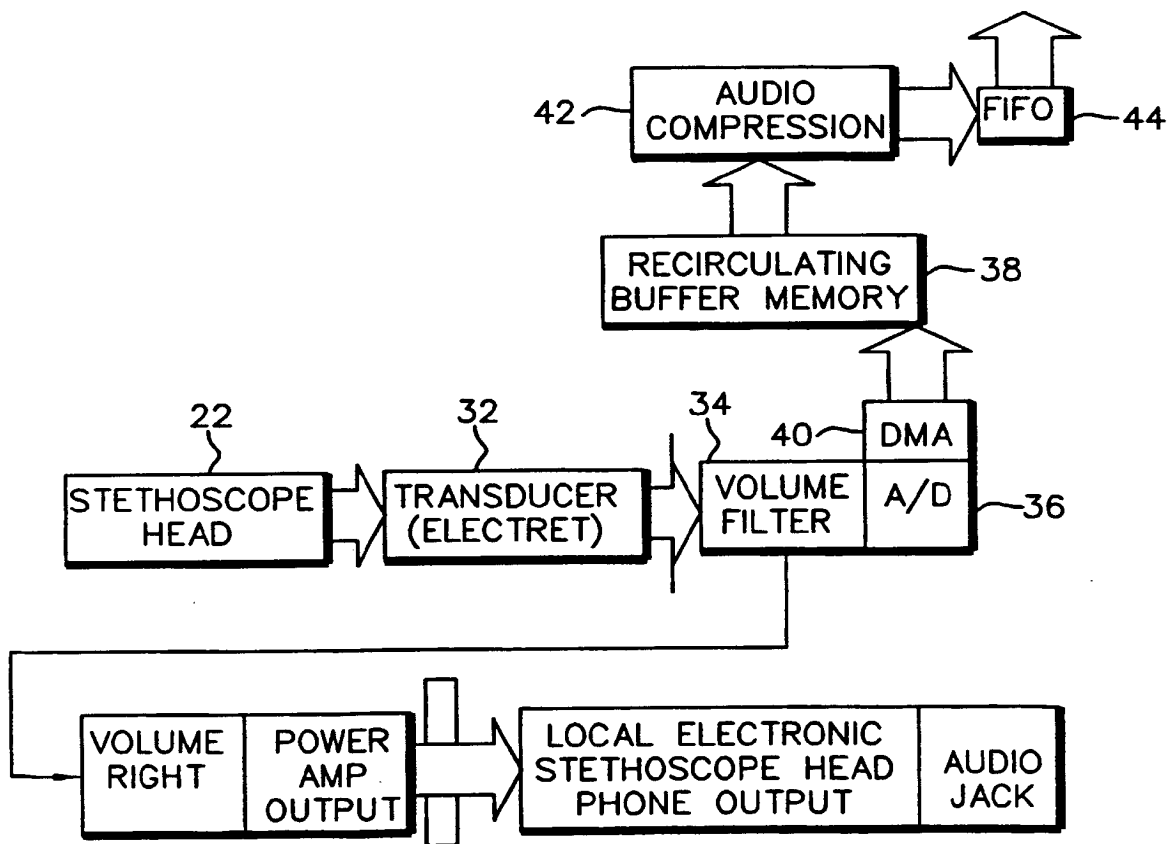 42
AUDIO
COMPRESSION
FIFO
44
RECIRCULATING
BUFFER MEMORY
38
22
32
34
40
DMA
STETHOSCOPE
HEAD
TRANSDUCER
(ELECTRET)
VOLUME
FILTER
A/D
36
VOLUME
RIGHT
POWER
AMP
OUTPUT
LOCAL ELECTRONIC
STETHOSCOPE HEAD
PHONE OUTPUT
AUDIO
JACK